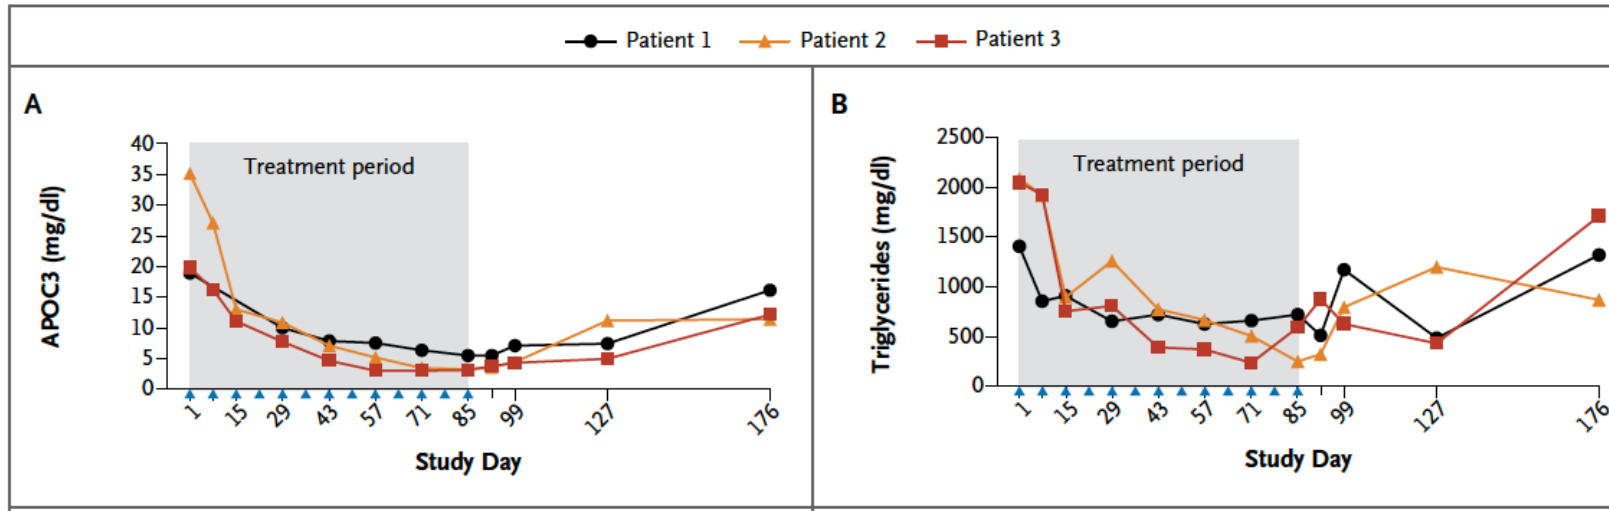 Patient 1 Patient 2 Patient 3
A
APOC3 (mg/dl)
40
35
30
25
20
15
10
5
0
Treatment period
1 15 29 43 57 71 85 99 127 176
Study Day
B
Triglycerides (mg/dl)
2500
2000
1500
1000
500
0
Treatment period
1 15 29 43 57 71 85 99 127 176
Study Day